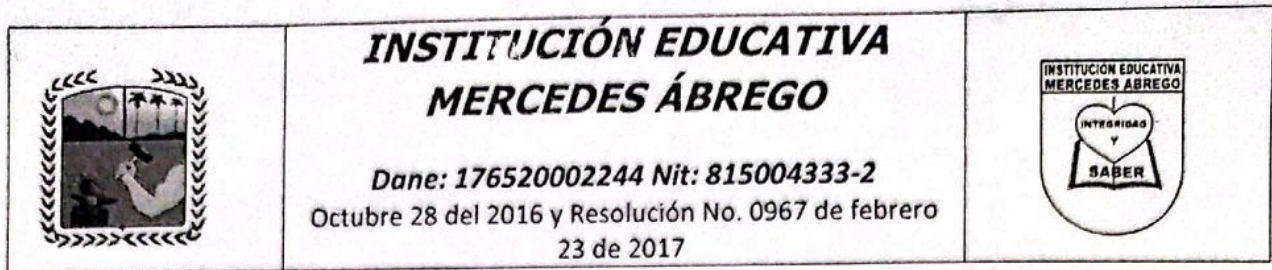 INSTITUCIÓN EDUCATIVA
MERCEDES ÁBREGO
Dane: 176520002244 Nit: 815004333-2
Octubre 28 del 2016 y Resolución No. 0967 de febrero
23 de 2017
INSTITUCIÓN EDUCATIVA
MERCEDES ABREGO
INTEGRIDAD
Y
SABER